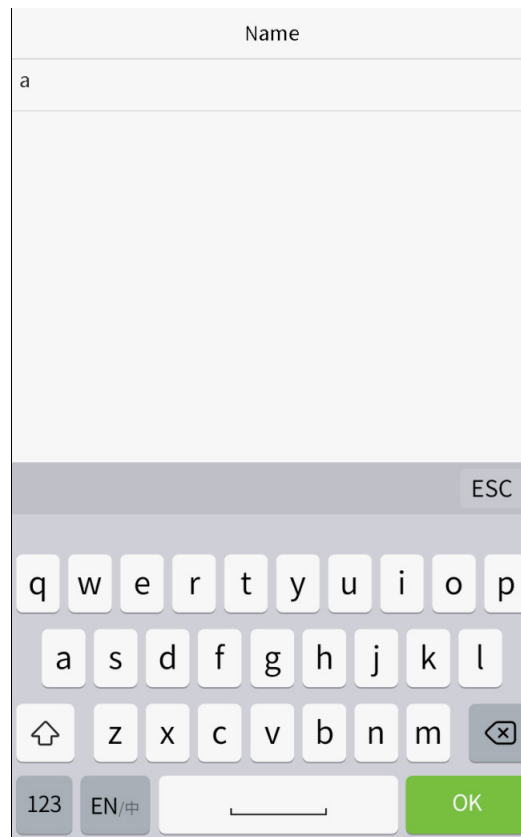 Name
a
ESC
q w e r t y u i o p
a s d f g h j k l
z x c v b n m
123 EN/中 OK